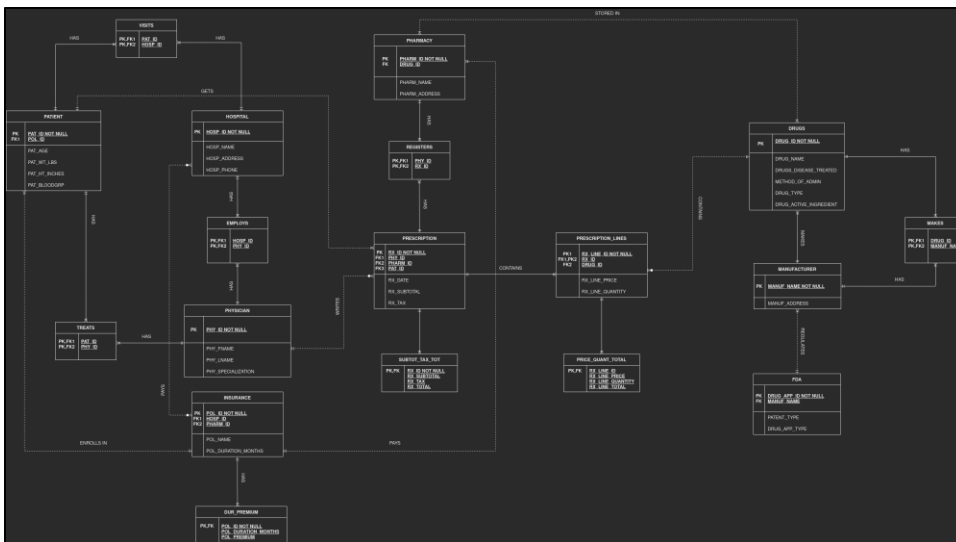 STORED IN
VISITS
PK,FK1 PAT_ID
PK,FK2 HOSP_ID
HAS
HAS
PHARMACY
PK PHARM_ID NOT NULL
FK DRUG_ID
PHARM_NAME
PHARM_ADDRESS
GETS
PATIENT
PK PAT_ID NOT NULL
FK1 POL_ID
PAT_AGE
PAT_WT_LBS
PAT_HT_INCHES
PAT_BLOODGRP
HOSPITAL
PK HOSP_ID NOT NULL
HOSP_NAME
HOSP_ADDRESS
HOSP_PHONE
HAS
REGISTERS
PK,FK1 PHY_ID
PK,FK2 RX_ID
DRUGS
PK DRUG_ID NOT NULL
DRUG_NAME
DRUGS_DISEASE_TREATED
METHOD_OF_ADMIN
DRUG_TYPE
DRUG_ACTIVE_INGREDIENT
HAS
HAS
HAS
HAS
CONTAINS
EMPLOYS
PK,FK1 HOSP_ID
PK,FK2 PHY_ID
MAKES
PK,FK1 DRUG_ID
PK,FK2 MANUF_NAME
PRESCRIPTION
PK RX_ID NOT NULL
FK1 PHY_ID
FK2 PHARM_ID
FK3 PAT_ID
RX_DATE
RX_SUBTOTAL
RX_TAX
CONTAINING
PRESCRIPTION_LINES
FK1 RX_LINE_ID NOT NULL
FK1,FK2 RX_ID
FK2 DRUG_ID
RX_LINE_PRICE
RX_LINE_QUANTITY
MAKES
MANUFACTURER
PK MANUF_NAME NOT NULL
MANUF_ADDRESS
HAS
HAS
WRITES
PHYSICIAN
PK PHY_ID NOT NULL
PHY_FNAME
PHY_LNAME
PHY_SPECIALIZATION
TREATS
PK,FK1 PAT_ID
PK,FK2 PHY_ID
HAS
REGULATES
SUBTOT_TAX_TOT
PK,FK RX_ID NOT NULL
RX_SUBTOTAL
RX_TAX
RX_TOTAL
PRICE_QUANT_TOTAL
PK,FK RX_LINE_ID
RX_LINE_PRICE
RX_LINE_QUANTITY
RX_LINE_TOTAL
FDA
PK DRUG_APP_ID NOT NULL
FK MANUF_NAME
PATENT_TYPE
DRUG_APP_TYPE
PAYS
INSURANCE
PK POL_ID NOT NULL
FK1 HOSP_ID
FK2 PHARM_ID
POL_NAME
POL_DURATION_MONTHS
ENROLLS IN
PAYS
HAS
DUR_PREMIUM
PK,FK POL_ID NOT NULL
POL_DURATION_MONTHS
POL_PREMIUM